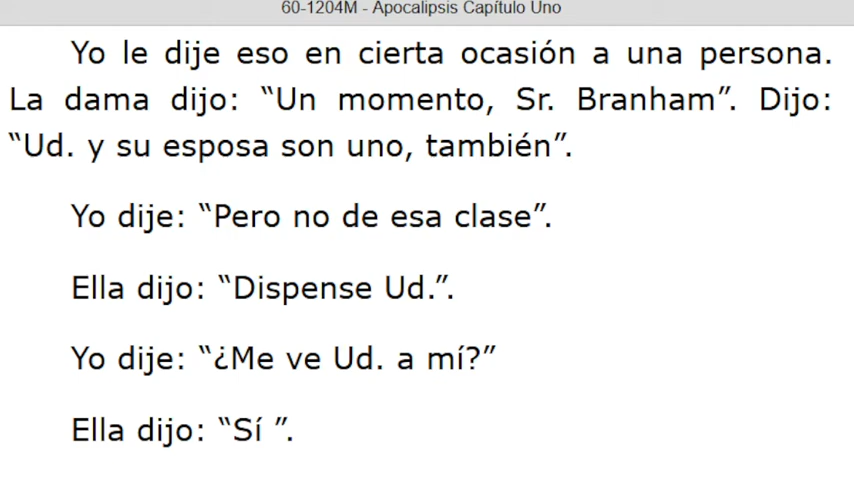 60-1204M - Apocalipsis Capítulo Uno
Yo le dije eso en cierta ocasión a una persona.
La dama dijo: “Un momento, Sr. Branham”. Dijo:
“Ud. y su esposa son uno, también”.
Yo dije: “Pero no de esa clase”.
Ella dijo: “Dispense Ud.”.
Yo dije: “¿Me ve Ud. a mí?”
Ella dijo: “Sí ”.